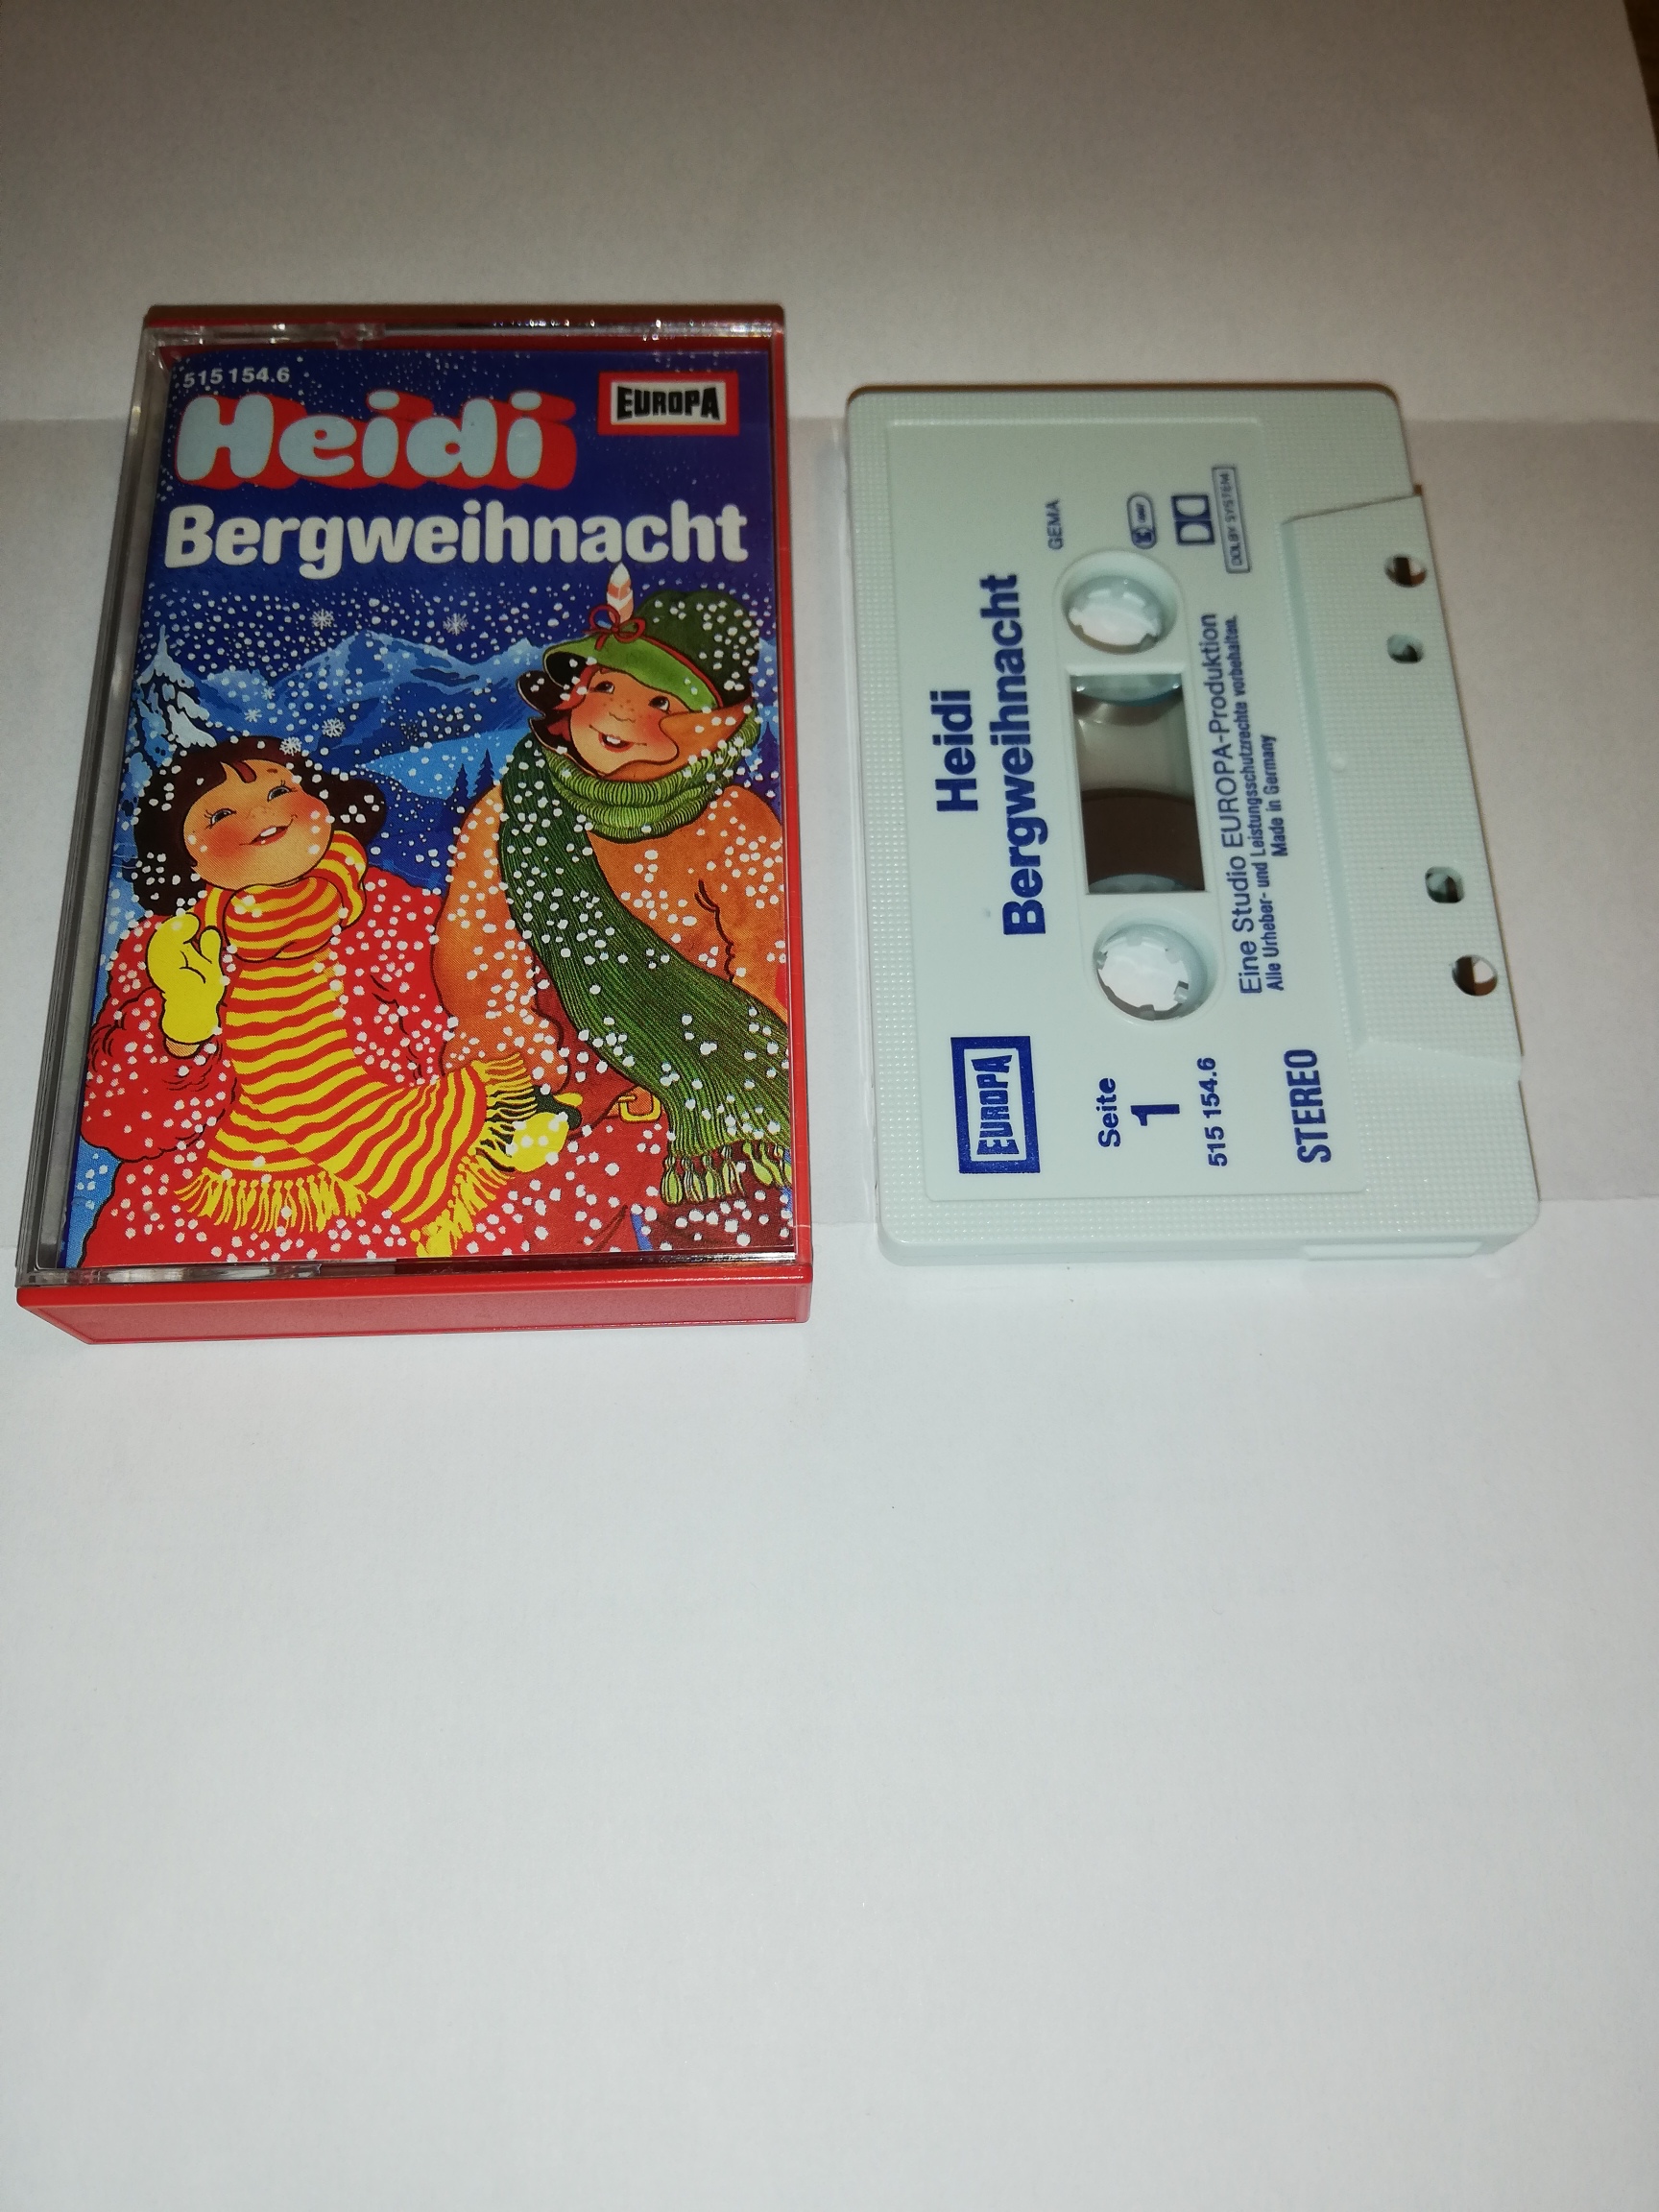 515 154.6
EUROPA
Heidi
Bergweihnacht
Heidi
Bergweihnacht
GEMA
EUROPA
Seite
1
515 154.6
STEREO
DOLBY SYSTEM
Eine Studio EUROPA-Produktion
Alle Urheber- und Leistungsschutzrechte vorbehalten.
Made in Germany